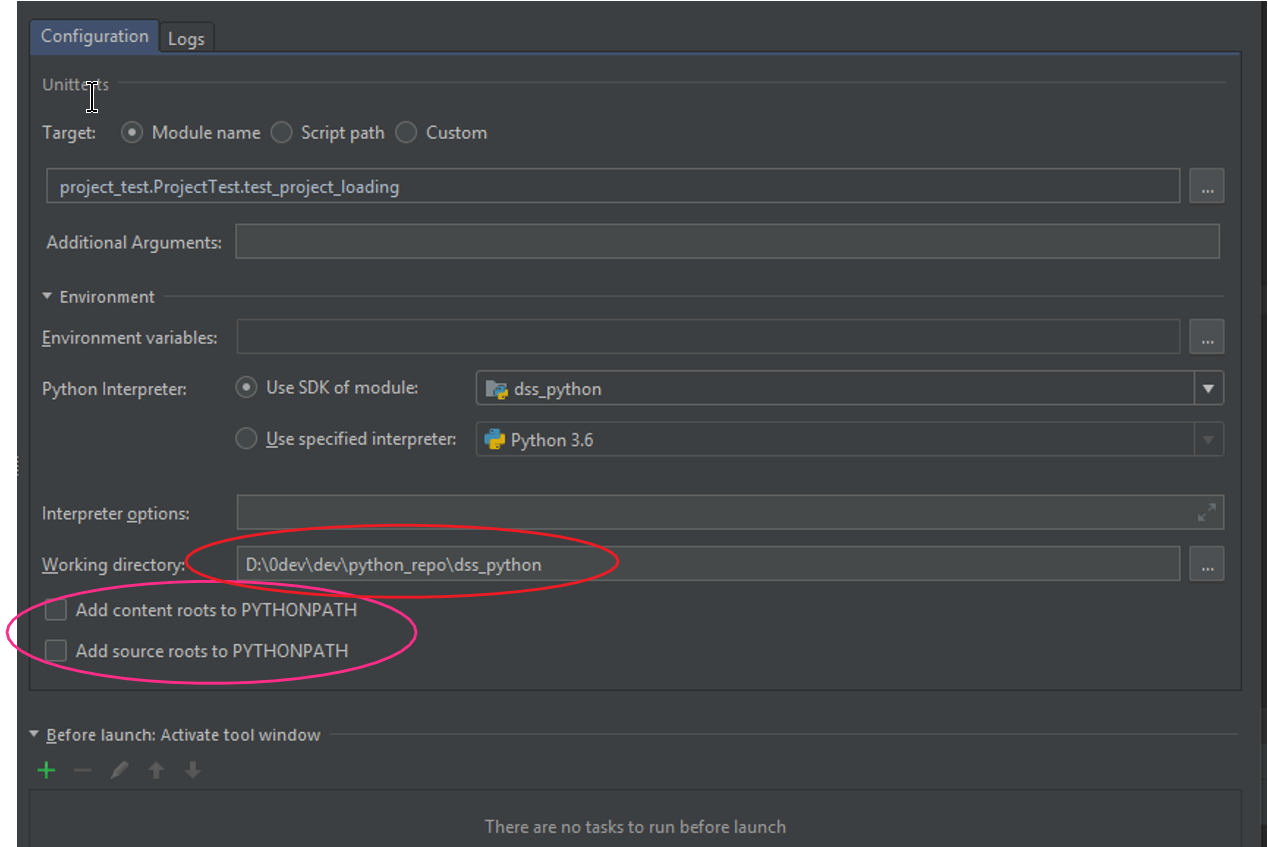 Configuration Logs
Unittests
Target: Module name Script path Custom
project_test.ProjectTest.test_project_loading ...
Additional Arguments:
Environment
Environment variables: ...
Python Interpreter: Use SDK of module: dss_python
Use specified interpreter: Python 3.6
Interpreter options:
Working directory: D:\0dev\dev\python_repo\dss_python ...
Add content roots to PYTHONPATH
Add source roots to PYTHONPATH
Before launch: Activate tool window
There are no tasks to run before launch